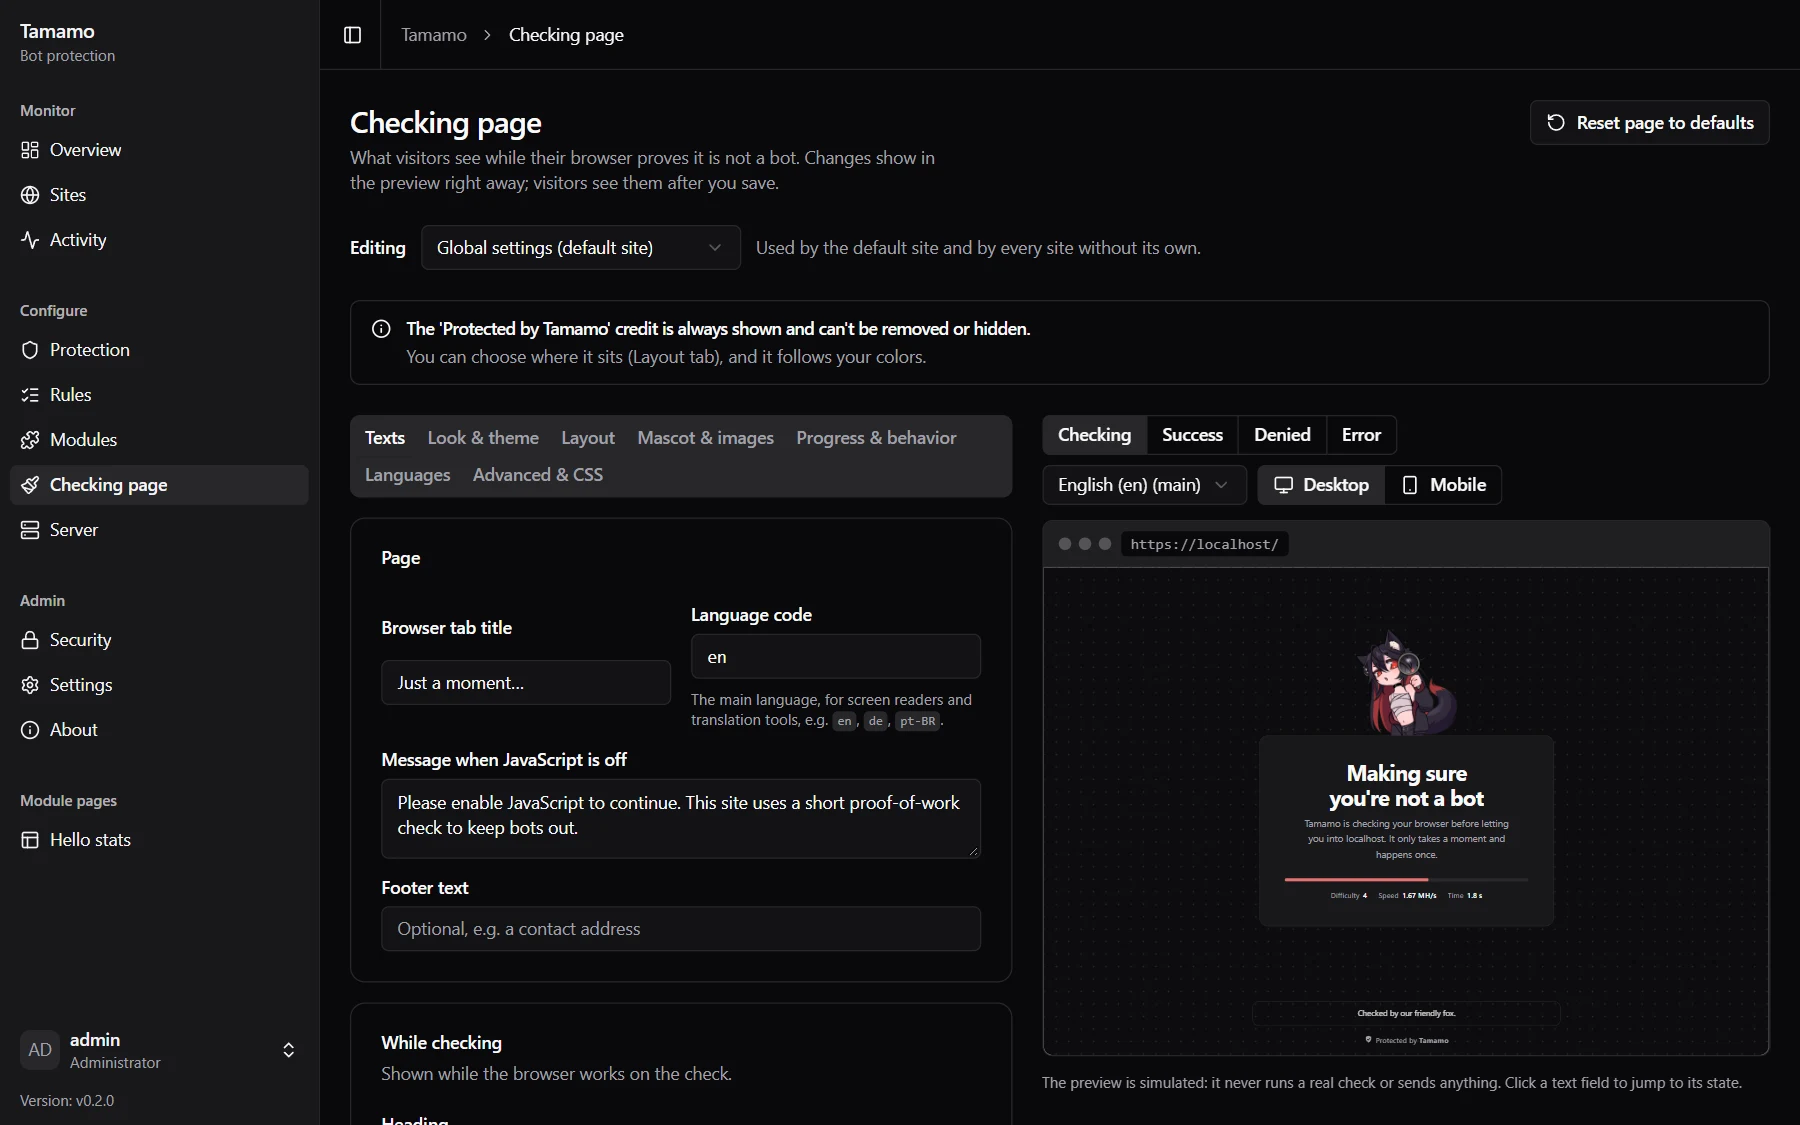 Tamamo
Bot protection
Monitor
Overview
Sites
Activity
Configure
Protection
Rules
Modules
Checking page
Server
Admin
Security
Settings
About
Module pages
Hello stats
AD
admin
Administrator
Version: v0.2.0
Tamamo
Checking page
Checking page
What visitors see while their browser proves it is not a bot. Changes show in
the preview right away; visitors see them after you save.
Reset page to defaults
Editing
Global settings (default site)
Used by the default site and by every site without its own.
The 'Protected by Tamamo' credit is always shown and can't be removed or hidden.
You can choose where it sits (Layout tab), and it follows your colors.
Texts
Look & theme
Layout
Mascot & images
Progress & behavior
Languages
Advanced & CSS
Page
Browser tab title
Just a moment...
Language code
en
The main language, for screen readers and
translation tools, e.g. en, de, pt-BR.
Message when JavaScript is off
Please enable JavaScript to continue. This site uses a short proof-of-work
check to keep bots out.
Footer text
Optional, e.g. a contact address
While checking
Shown while the browser works on the check.
Heading
Checking
Success
Denied
Error
English (en) (main)
Desktop
Mobile
https://localhost/
Making sure
you're not a bot
Tamamo is checking your browser before letting
you into localhost. It only takes a moment and
happens once.
Difficulty 4 Speed 1.67 MH/s Time 1.8 s
Checked by our friendly fox.
Protected by Tamamo
The preview is simulated: it never runs a real check or sends anything. Click a text field to jump to its state.